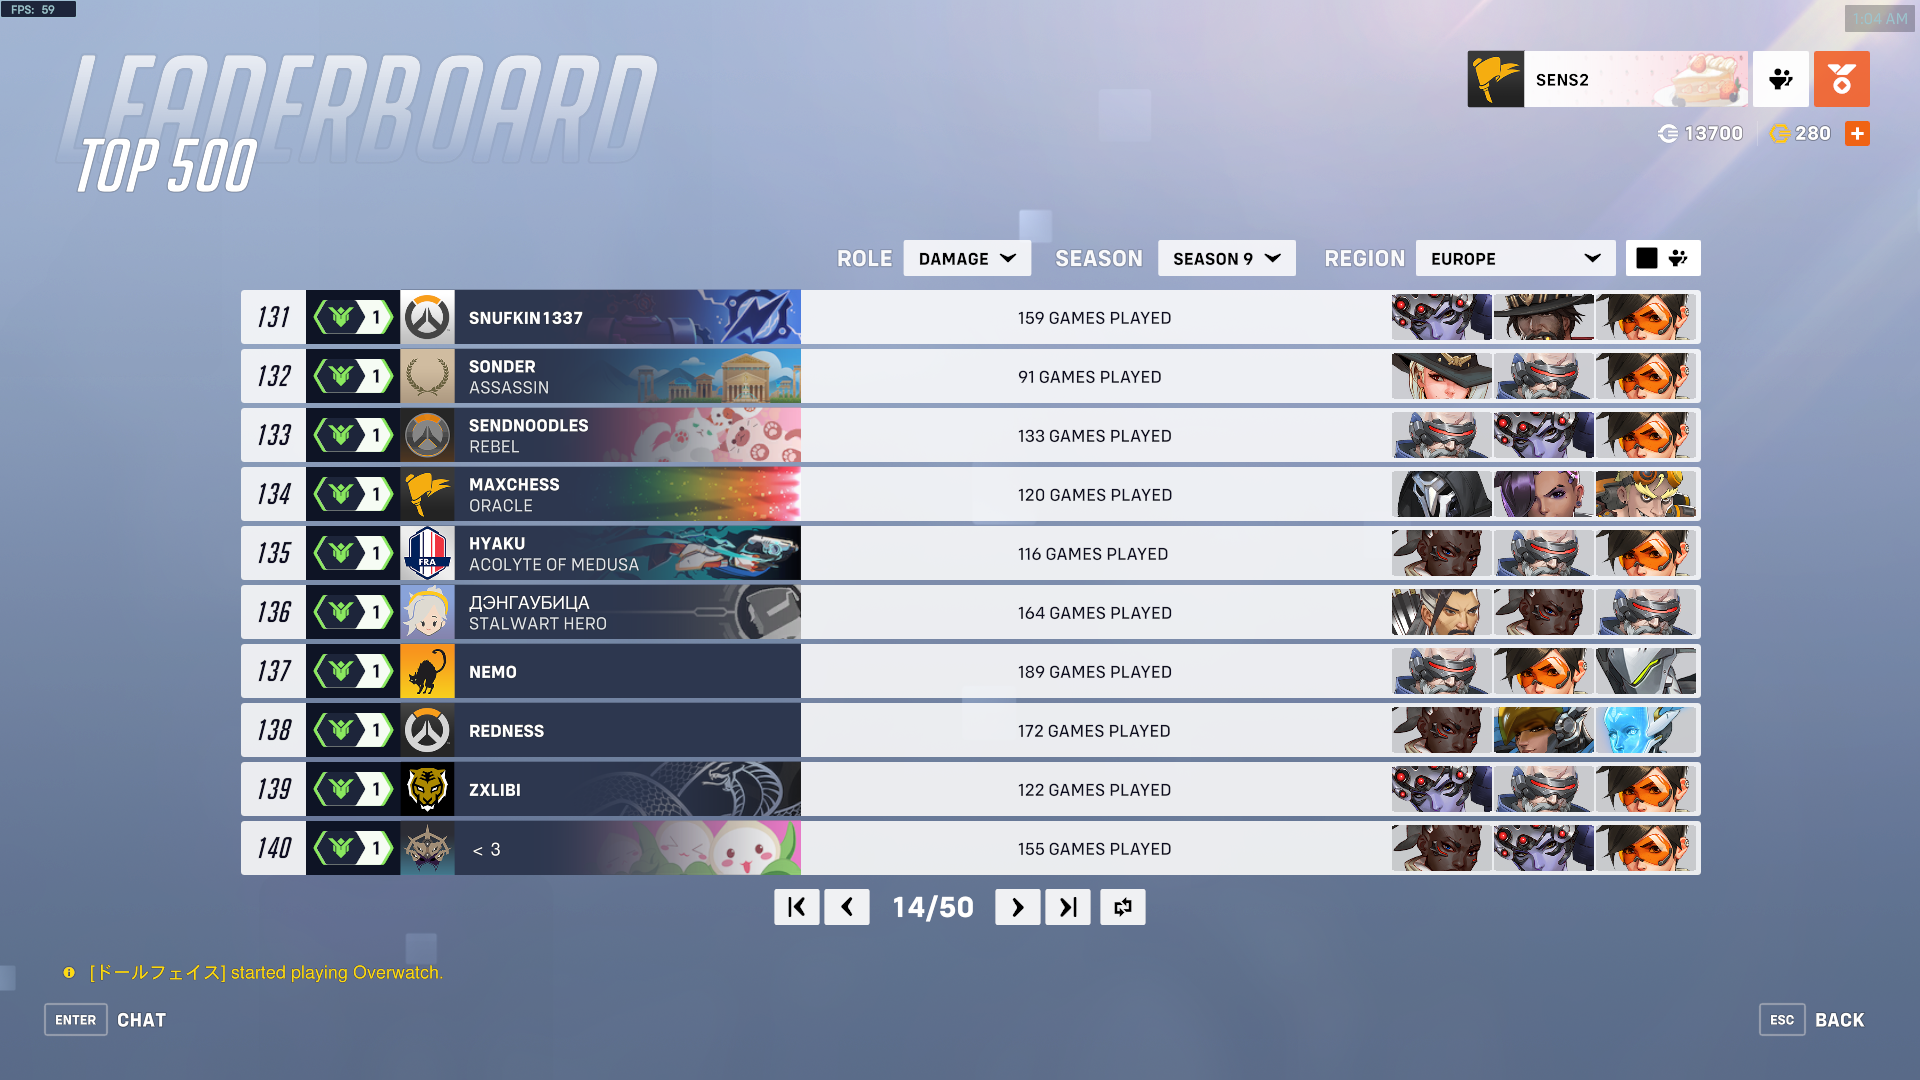 FPS: 59
1:04 AM
LEADERBOARD
TOP 500
SENS2
13700
280
ROLE
DAMAGE
SEASON
SEASON 9
REGION
EUROPE
131
1
SNUFKIN1337
159 GAMES PLAYED
132
1
SONDER
ASSASSIN
91 GAMES PLAYED
133
1
SENDNOODLES
REBEL
133 GAMES PLAYED
134
1
MAXCHESS
ORACLE
120 GAMES PLAYED
135
1
FRA
HYAKU
ACOLYTE OF MEDUSA
116 GAMES PLAYED
136
1
ДЭНГАУБИЦА
STALWART HERO
164 GAMES PLAYED
137
1
NEMO
189 GAMES PLAYED
138
1
REDNESS
172 GAMES PLAYED
139
1
ZXLIBI
122 GAMES PLAYED
140
1
< 3
155 GAMES PLAYED
14/50
[ドールフェイス] started playing Overwatch.
ENTER
CHAT
ESC
BACK